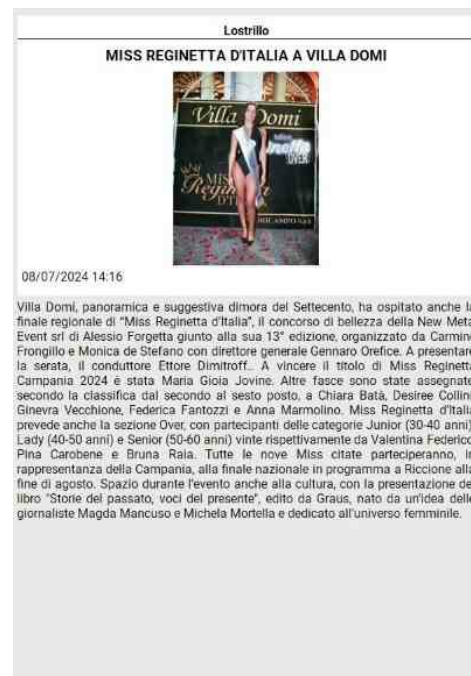 Lostrillo
MISS REGINETTA D'ITALIA A VILLA DOMI
Villa Domi
OVER
MISS
Reginetta
D'IT
08/07/2024 14:16
Villa Domi, panoramica e suggestiva dimora del Settecento, ha ospitato anche la
finale regionale di "Miss Reginetta d'Italia", il concorso di bellezza della New Meta
Event srl di Alessio Forgetta giunto alla sua 13° edizione, organizzato da Carmine
Frongillo e Monica de Stefano con direttore generale Gennaro Orefice. A presentare
la serata, il conduttore Ettore Dimitroff.. A vincere il titolo di Miss Reginetta
Campania 2024 è stata Maria Gioia Jovine. Altre fasce sono state assegnate
secondo la classifica dal secondo al sesto posto, a Chiara Batà, Desiree Collini
Ginevra Vecchione, Federica Fantozzi e Anna Marmolino. Miss Reginetta d'Italia
prevede anche la sezione Over, con partecipanti delle categorie Junior (30-40 anni)
Lady (40-50 anni) e Senior (50-60 anni) vinte rispettivamente da Valentina Federico
Pina Carobene e Bruna Raia. Tutte le nove Miss citate parteciperanno, in
rappresentanza della Campania, alla finale nazionale in programma a Riccione alla
fine di agosto. Spazio durante l'evento anche alla cultura, con la presentazione de
libro "Storie del passato, voci del presente", edito da Graus, nato da un'idea delle
giornaliste Magda Mancuso e Michela Mortella e dedicato all'universo femminile.